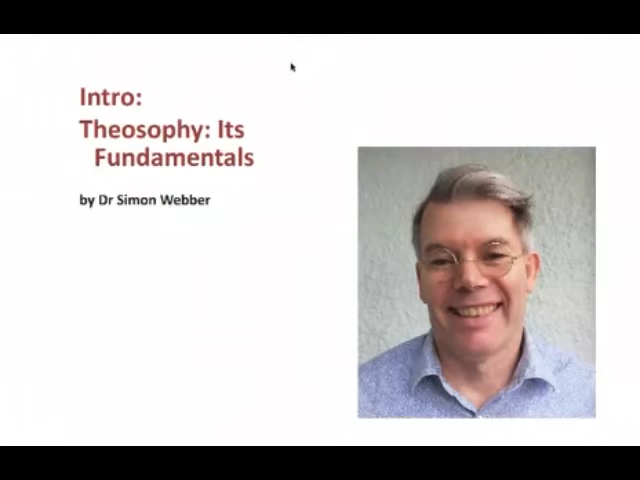 Intro:
Theosophy: Its
Fundamentals
by Dr Simon Webber